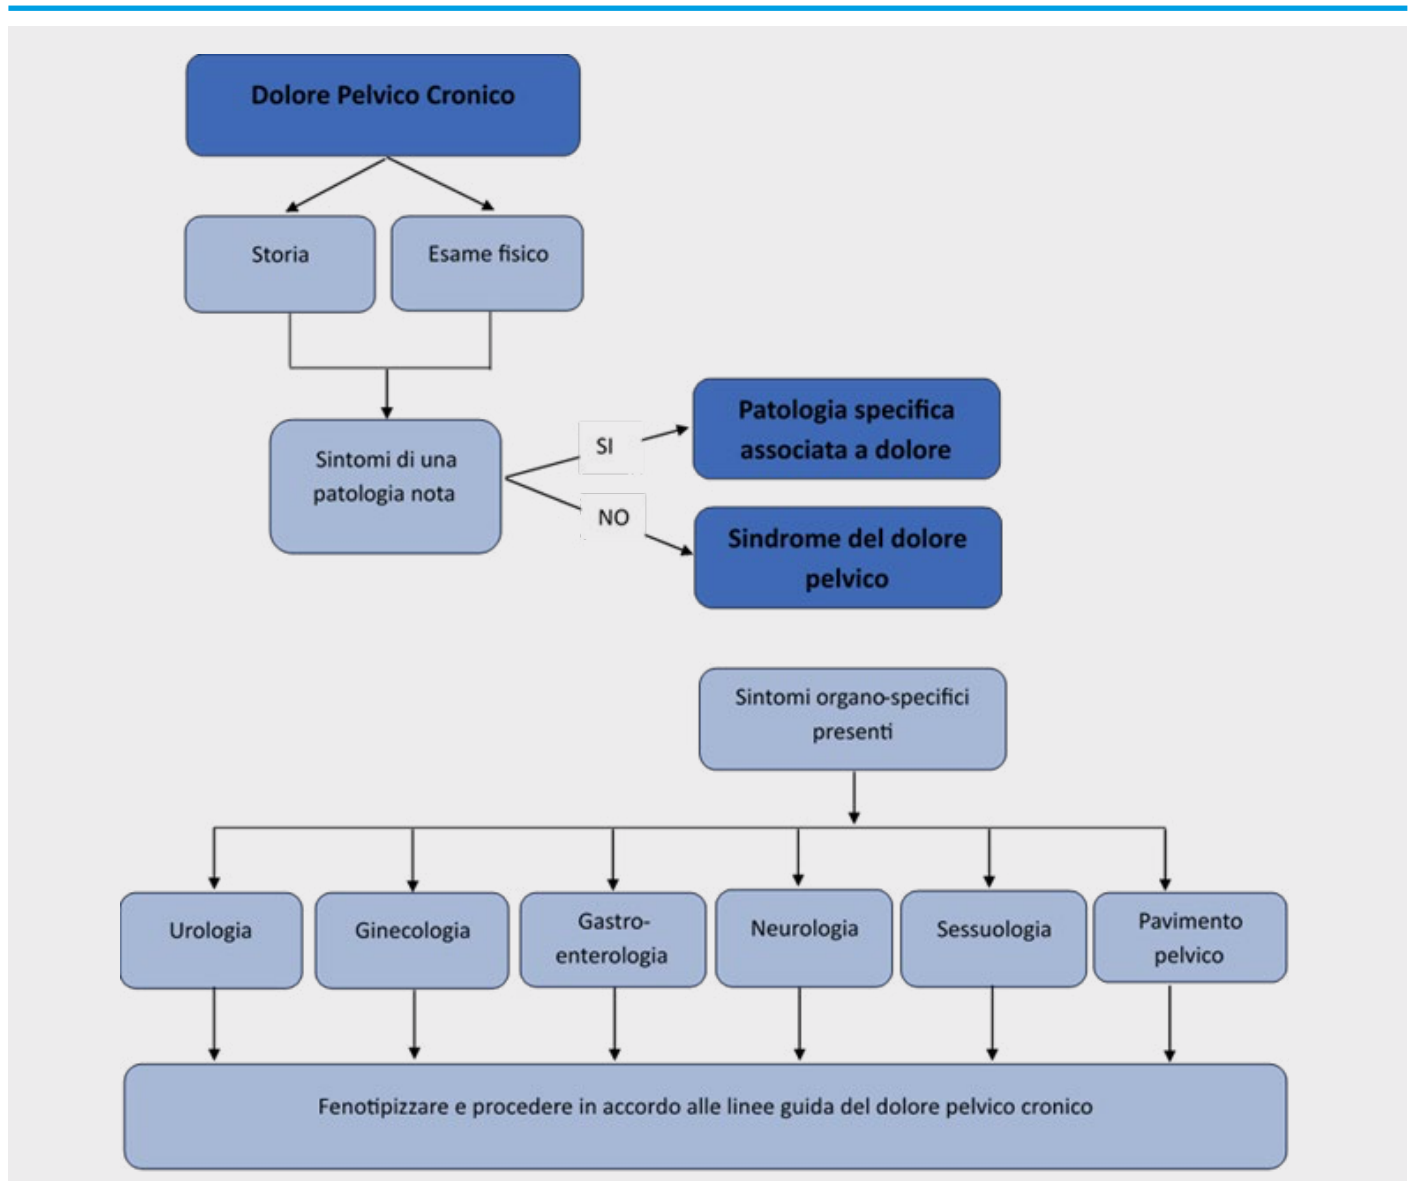 Dolore Pelvico Cronico
Storia
Esame fisico
Sintomi di una
patologia nota
SI
NO
Patologia specifica
associata a dolore
Sindrome del dolore
pelvico
Sintomi organo-specifici
presenti
Urologia
Ginecologia
Gastro-
enterologia
Neurologia
Sessuologia
Pavimento
pelvico
Fenotipizzare e procedere in accordo alle linee guida del dolore pelvico cronico